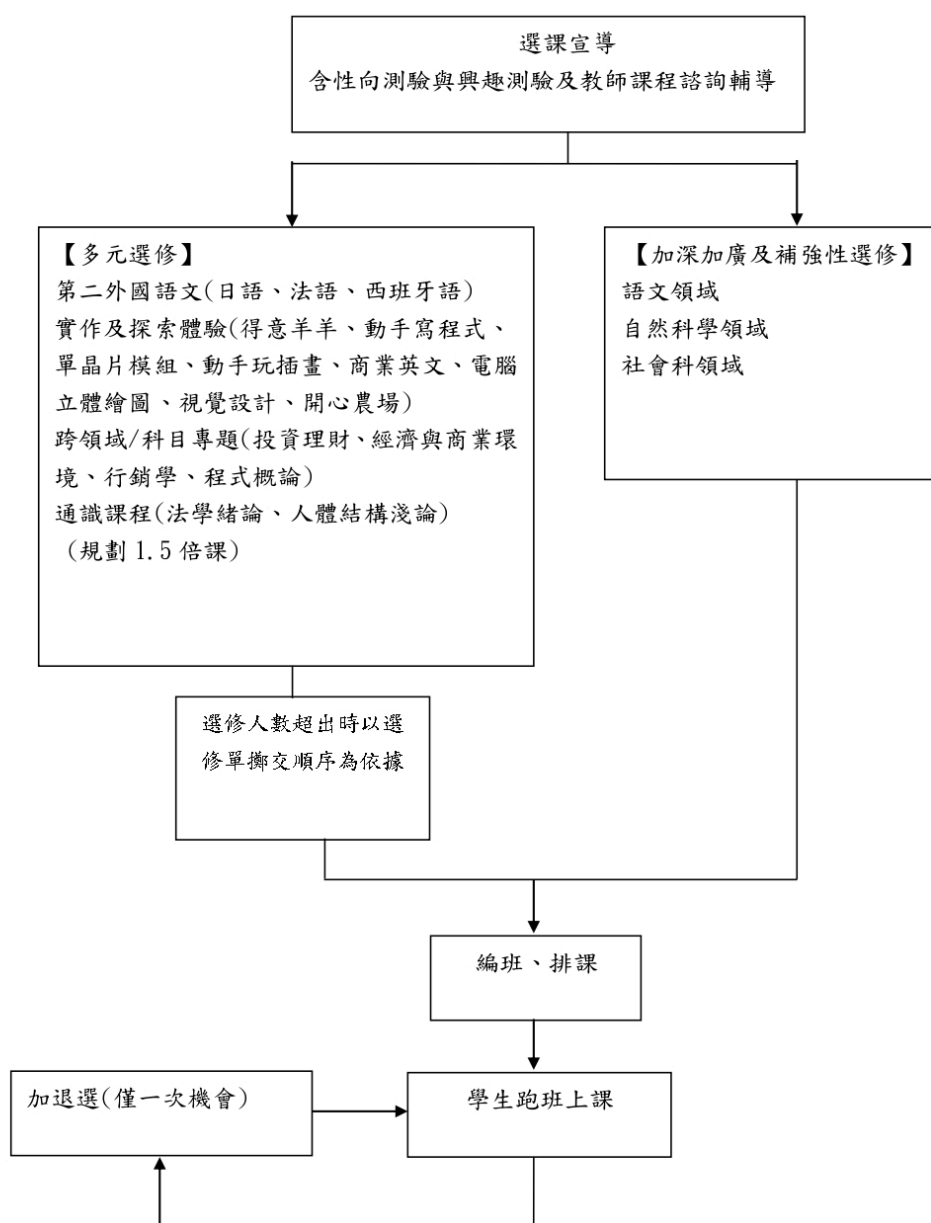 選課宣導
含性向測驗與興趣測驗及教師課程諮詢輔導
【多元選修】
第二外國語文(日語、法語、西班牙語)
實作及探索體驗(得意羊羊、動手寫程式、
單晶片模組、動手玩插畫、商業英文、電腦
立體繪圖、視覺設計、開心農場)
跨領域/科目專題(投資理財、經濟與商業環
境、行銷學、程式概論)
通識課程(法學緒論、人體結構淺論)
(規劃 1.5 倍課)
【加深加廣及補強性選修】
語文領域
自然科學領域
社會科領域
選修人數超出時以選
修單擲交順序為依據
編班、排課
加退選(僅一次機會)
學生跑班上課